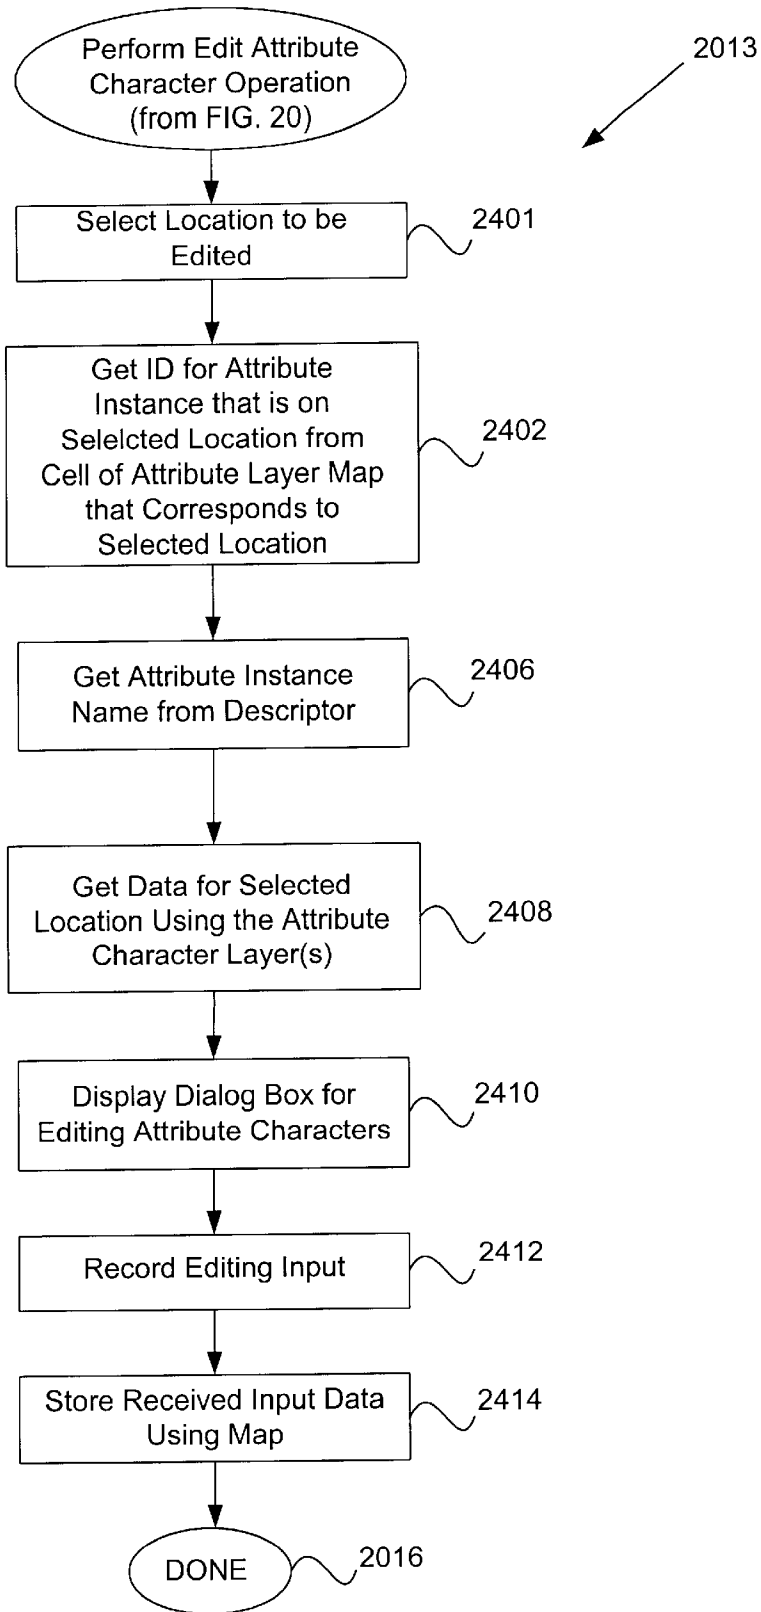 Perform Edit Attribute
Character Operation
(from FIG. 20)
2013
Select Location to be
Edited
2401
Get ID for Attribute
Instance that is on
Selelcted Location from
Cell of Attribute Layer Map
that Corresponds to
Selected Location
2402
Get Attribute Instance
Name from Descriptor
2406
Get Data for Selected
Location Using the Attribute
Character Layer(s)
2408
Display Dialog Box for
Editing Attribute Characters
2410
Record Editing Input
2412
Store Received Input Data
Using Map
2414
DONE
2016